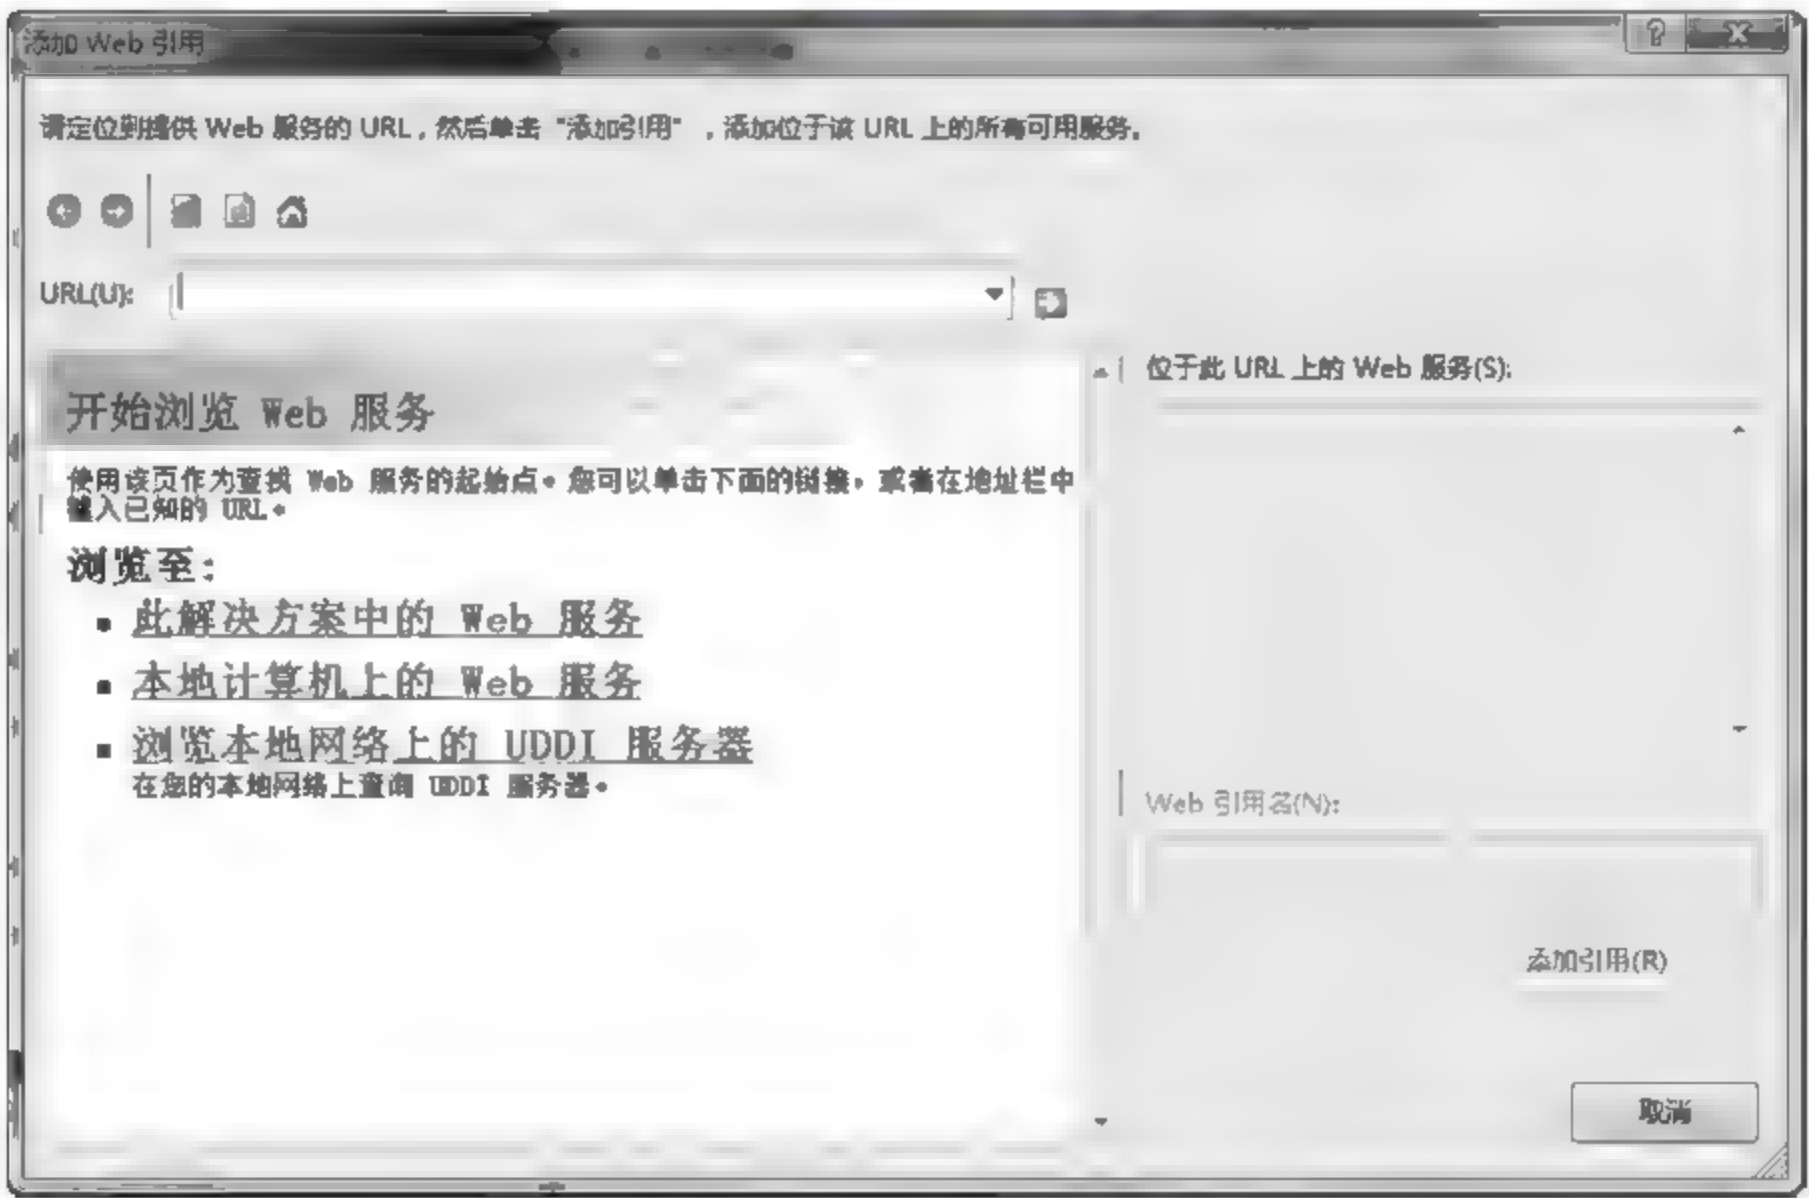 添加 Web 引用
请定位到提供 Web 服务的 URL，然后单击 "添加引用" ，添加位于该 URL 上的所有可用服务。
URL(U):
开始浏览 Web 服务
使用该页作为查找 Web 服务的起始点。您可以单击下面的链接，或者在地址栏中
键入已知的 URL。
浏览至：
▪ 此解决方案中的 Web 服务
▪ 本地计算机上的 Web 服务
▪ 浏览本地网络上的 UDDI 服务器
在您的本地网络上查询 UDDI 服务器。
位于此 URL 上的 Web 服务(S):
Web 引用名(N):
添加引用(R)
取消